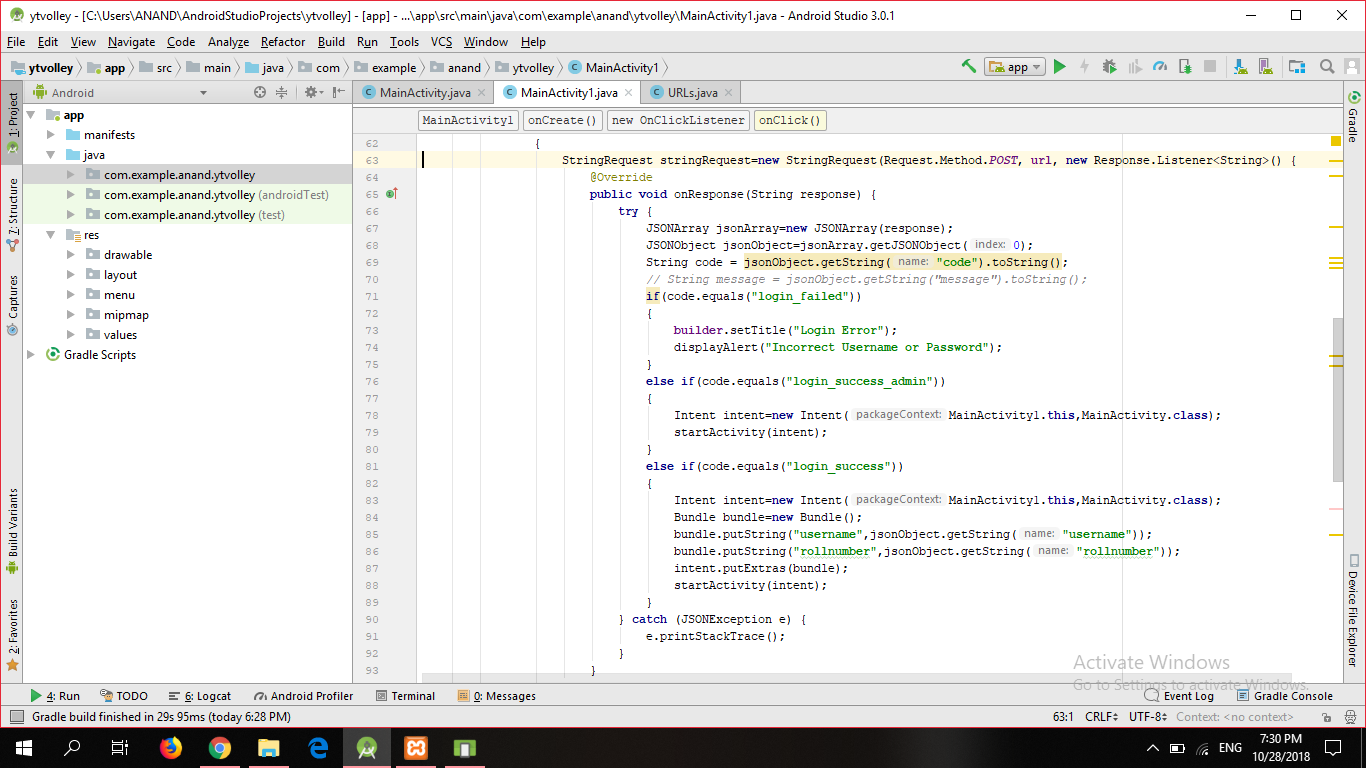 ytvolley - [C:\Users\ANAND\AndroidStudioProjects\ytvolley] - [app] - ...\app\src\main\java\com\example\anand\ytvolley\MainActivity1.java - Android Studio 3.0.1
File Edit View Navigate Code Analyze Refactor Build Run Tools VCS Window Help
ytvolley app src main java com example anand ytvolley MainActivity1 app
Android
MainActivity.java MainActivity1.java URLs.java
MainActivity1 onCreate() new OnClickListener onClick()
1: Project
7: Structure
Captures
Build Variants
2: Favorites
app
manifests
java
com.example.anand.ytvolley
com.example.anand.ytvolley (androidTest)
com.example.anand.ytvolley (test)
res
drawable
layout
menu
mipmap
values
Gradle Scripts
62 {
63 StringRequest stringRequest=new StringRequest(Request.Method.POST, url, new Response.Listener<String>() {
64 @Override
65 public void onResponse(String response) {
66 try {
67 JSONArray jsonArray=new JSONArray(response);
68 JSONObject jsonObject=jsonArray.getJSONObject( index: 0);
69 String code = jsonObject.getString( name: "code").toString();
70 // String message = jsonObject.getString("message").toString();
71 if(code.equals("login_failed"))
72 {
73 builder.setTitle("Login Error");
74 displayAlert("Incorrect Username or Password");
75 }
76 else if(code.equals("login_success_admin"))
77 {
78 Intent intent=new Intent( packageContext: MainActivity1.this,MainActivity.class);
79 startActivity(intent);
80 }
81 else if(code.equals("login_success"))
82 {
83 Intent intent=new Intent( packageContext: MainActivity1.this,MainActivity.class);
84 Bundle bundle=new Bundle();
85 bundle.putString("username",jsonObject.getString( name: "username"));
86 bundle.putString("rollnumber",jsonObject.getString( name: "rollnumber"));
87 intent.putExtras(bundle);
88 startActivity(intent);
89 }
90 } catch (JSONException e) {
91 e.printStackTrace();
92 }
93 }
Gradle
Device File Explorer
Activate Windows
Go to Settings to activate Windows.
4: Run TODO 6: Logcat Android Profiler Terminal 0: Messages Event Log Gradle Console
Gradle build finished in 29s 95ms (today 6:28 PM) 63:1 CRLF UTF-8 Context: <no context>
ENG 7:30 PM
10/28/2018